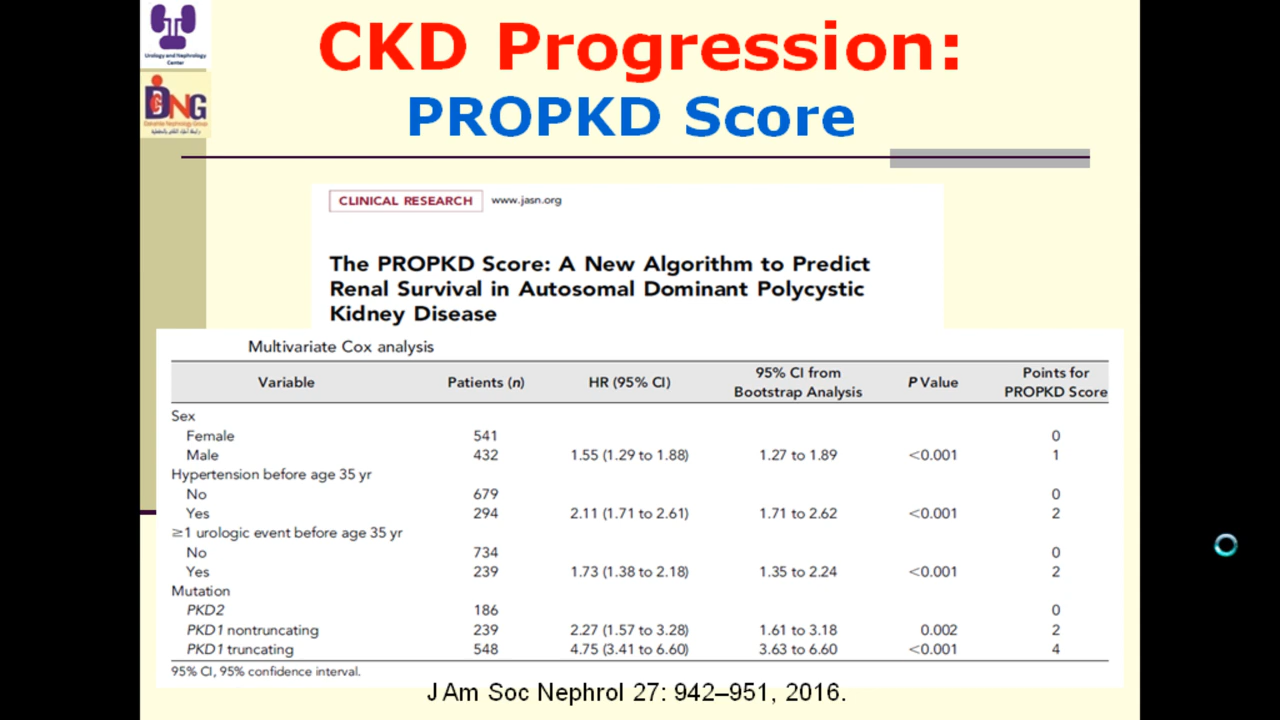 Urology and Nephrology
Center
DNG
CKD Progression:
PROPKD Score
CLINICAL RESEARCH www.jasn.org
The PROPKD Score: A New Algorithm to Predict
Renal Survival in Autosomal Dominant Polycystic
Kidney Disease
Multivariate Cox analysis
Variable Patients (n) HR (95% CI) 95% CI from Bootstrap Analysis P Value Points for PROPKD Score
Sex
Female 541 0
Male 432 1.55 (1.29 to 1.88) 1.27 to 1.89 <0.001 1
Hypertension before age 35 yr
No 679 0
Yes 294 2.11 (1.71 to 2.61) 1.71 to 2.62 <0.001 2
≥1 urologic event before age 35 yr
No 734 0
Yes 239 1.73 (1.38 to 2.18) 1.35 to 2.24 <0.001 2
Mutation
PKD2 186 0
PKD1 nontruncating 239 2.27 (1.57 to 3.28) 1.61 to 3.18 0.002 2
PKD1 truncating 548 4.75 (3.41 to 6.60) 3.63 to 6.60 <0.001 4
95% CI, 95% confidence interval.
J Am Soc Nephrol 27: 942–951, 2016.